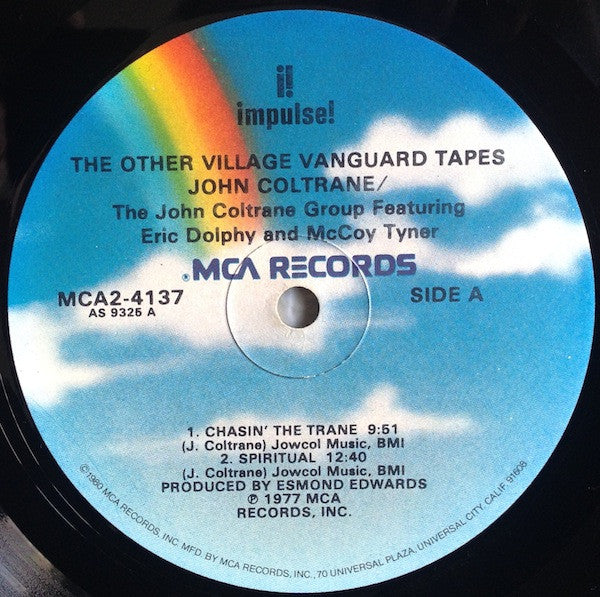 impulse!
THE OTHER VILLAGE VANGUARD TAPES
JOHN COLTRANE/
The John Coltrane Group Featuring
Eric Dolphy and McCoy Tyner
®MCA RECORDS
MCA2-4137
AS 9325 A
SIDE A
1. CHASIN' THE TRANE 9:51
(J. Coltrane) Jowcol Music, BMI
2. SPIRITUAL 12:40
(J. Coltrane) Jowcol Music, BMI
PRODUCED BY ESMOND EDWARDS
℗ 1977 MCA
RECORDS, INC.
©1980 MCA RECORDS, INC. MFD. BY MCA RECORDS, INC., 70 UNIVERSAL PLAZA, UNIVERSAL CITY, CALIF. 91608